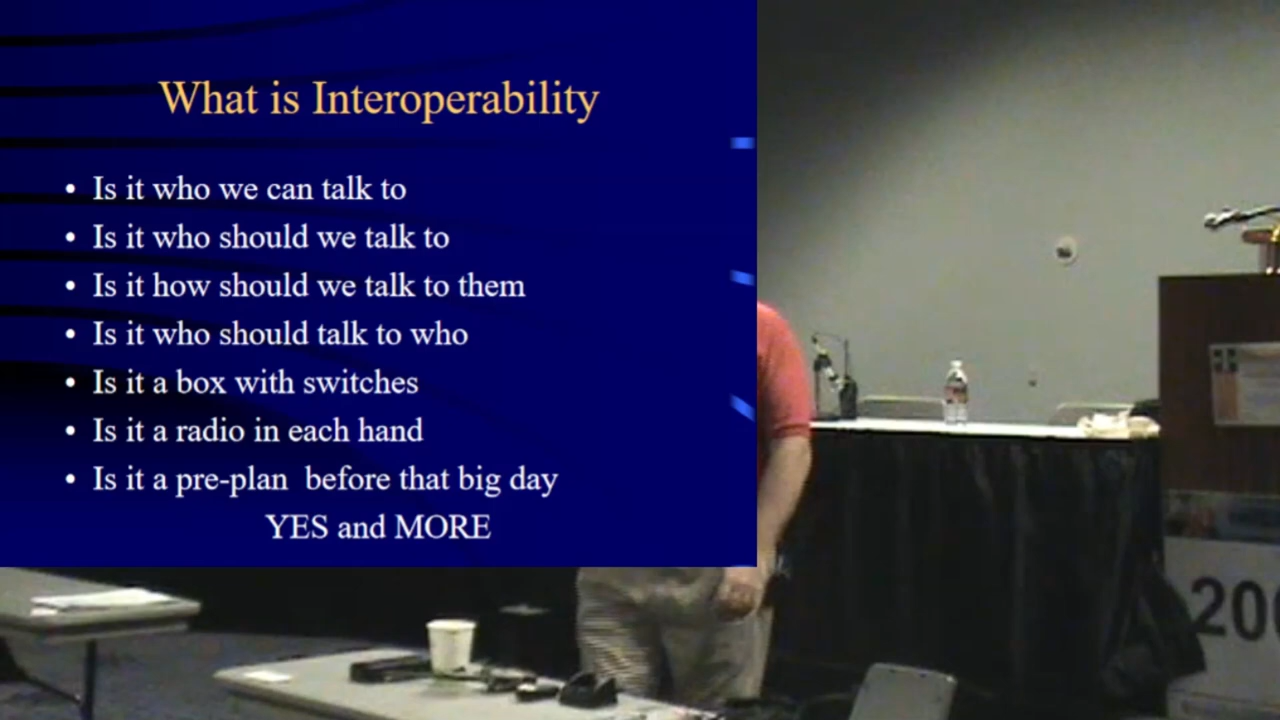 What is Interoperability
• Is it who we can talk to
• Is it who should we talk to
• Is it how should we talk to them
• Is it who should talk to who
• Is it a box with switches
• Is it a radio in each hand
• Is it a pre-plan  before that big day
YES and MORE
200